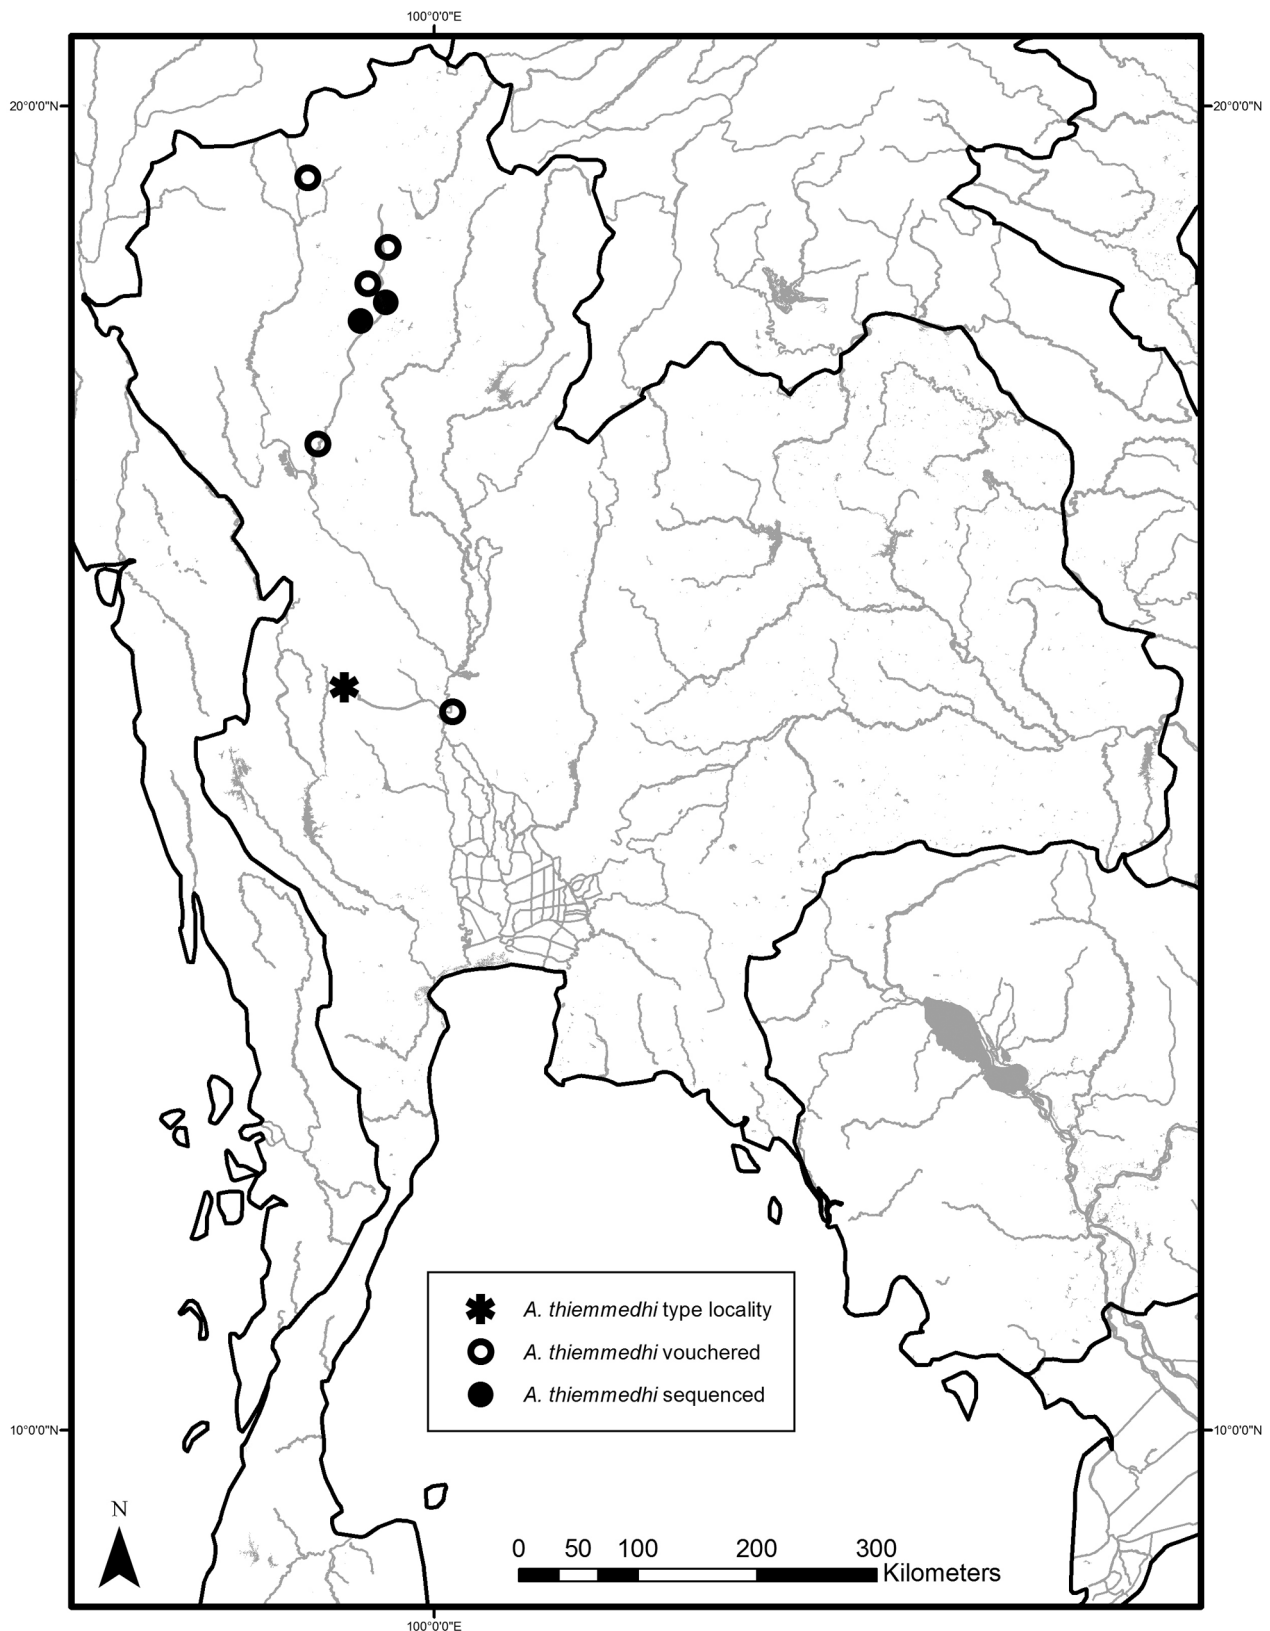 100°0'0"E
20°0'0"N
20°0'0"N
A. thiemmedhi type locality
A. thiemmedhi vouchered
A. thiemmedhi sequenced
10°0'0"N
10°0'0"N
N
0 50 100 200 300
Kilometers
100°0'0"E